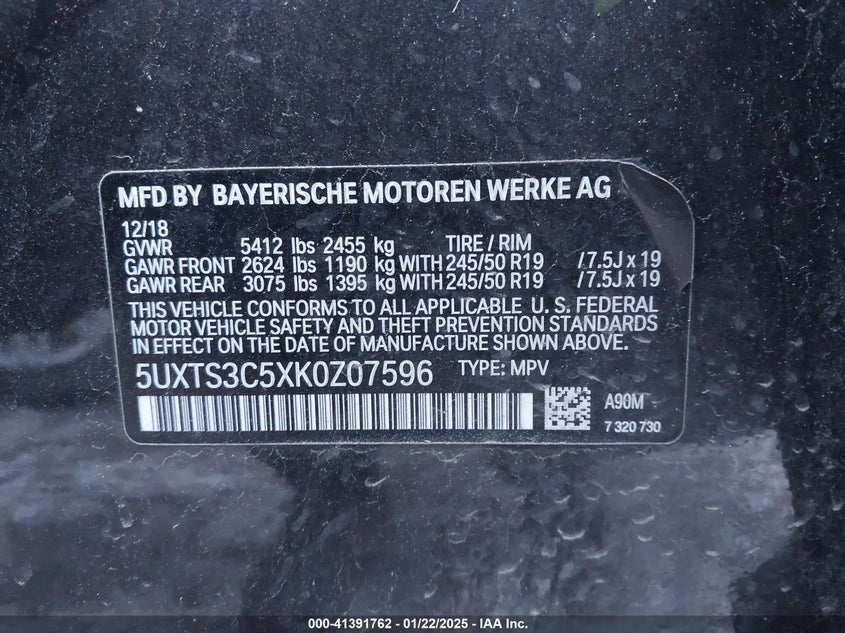 MFD BY BAYERISCHE MOTOREN WERKE AG
12/18
GVWR 5412 lbs 2455 kg TIRE / RIM
GAWR FRONT 2624 lbs 1190 kg WITH 245/50 R19 /7.5J x 19
GAWR REAR 3075 lbs 1395 kg WITH 245/50 R19 /7.5J x 19
THIS VEHICLE CONFORMS TO ALL APPLICABLE U. S. FEDERAL
MOTOR VEHICLE SAFETY AND THEFT PREVENTION STANDARDS
IN EFFECT ON THE DATE OF MANUFACTURE SHOWN ABOVE.
5UXTS3C5XK0Z07596 TYPE: MPV
A90M
7 320 730
000-41391762 - 01/22/2025 - IAA Inc.